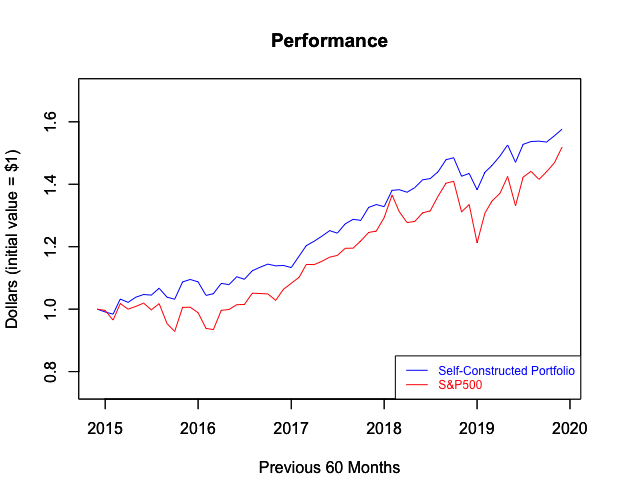 Performance
Dollars (initial value = $1)
1.6
1.4
1.2
1.0
0.8
Self-Constructed Portfolio
S&P500
2015 2016 2017 2018 2019 2020
Previous 60 Months